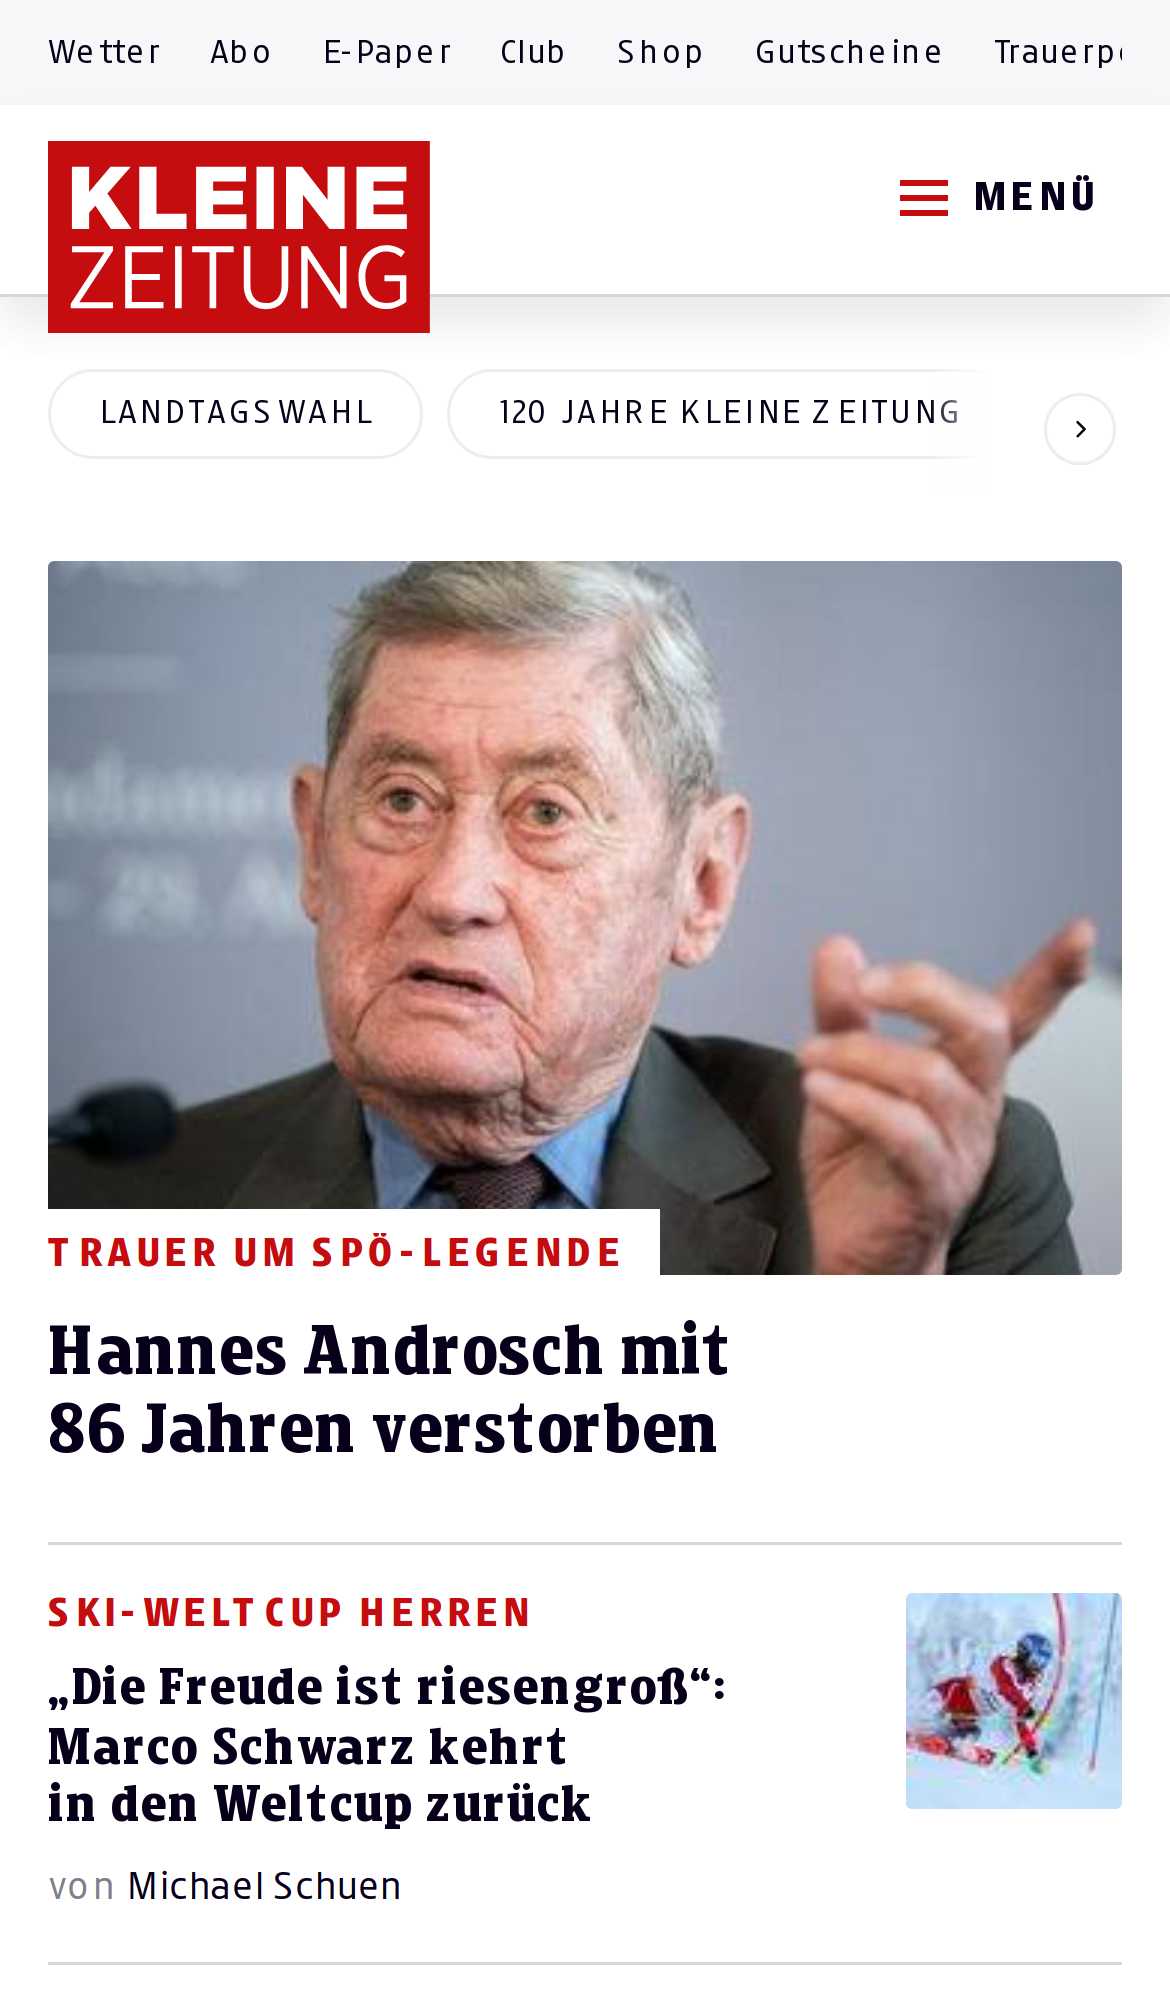 Wetter Abo E-Paper Club Shop Gutscheine
KLEINE
ZEITUNG
MENÜ
LANDTAGSWAHL 120 JAHRE KLEINE ZEITUNG
TRAUER UM SPÖ-LEGENDE
Hannes Androsch mit
86 Jahren verstorben
SKI-WELTCUP HERREN
„Die Freude ist riesengroß“:
Marco Schwarz kehrt
in den Weltcup zurück
von Michael Schuen